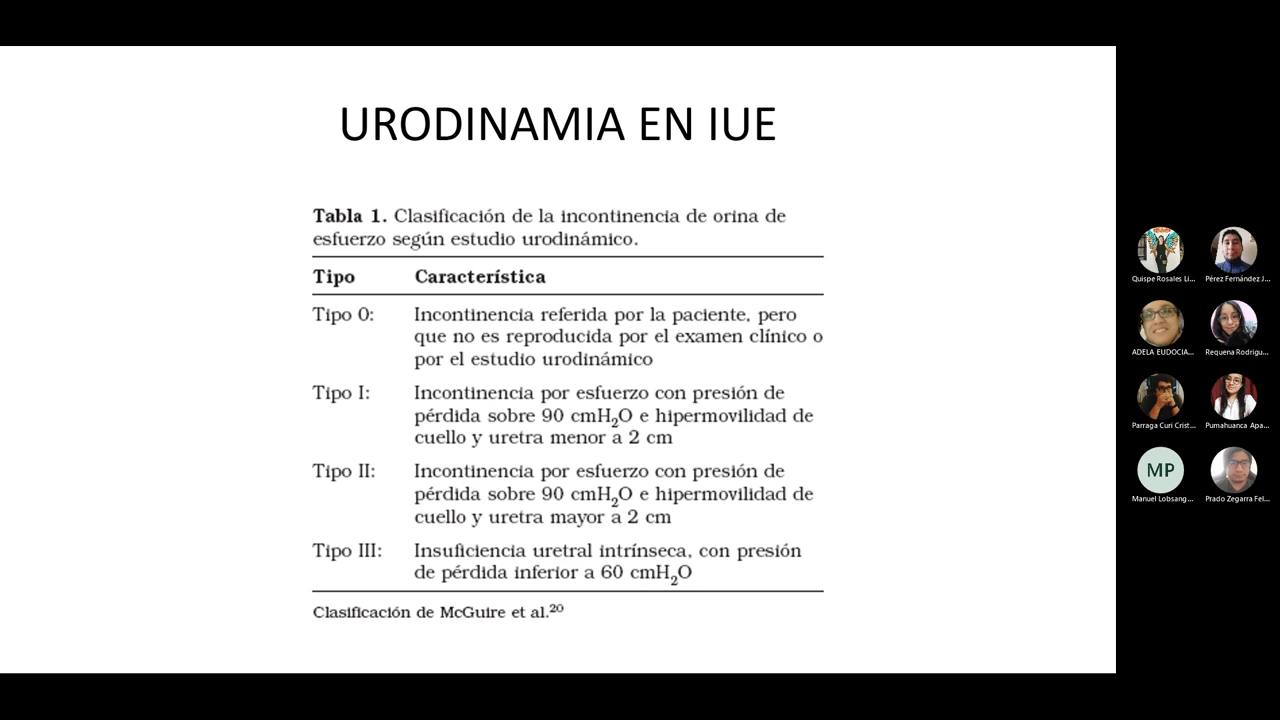 URODINAMIA EN IUE
Tabla 1. Clasificación de la incontinencia de orina de
esfuerzo según estudio urodinámico.
Tipo Característica
Tipo 0: Incontinencia referida por la paciente, pero
que no es reproducida por el examen clínico o
por el estudio urodinámico
Tipo I: Incontinencia por esfuerzo con presión de
pérdida sobre 90 cmH₂O e hipermovilidad de
cuello y uretra menor a 2 cm
Tipo II: Incontinencia por esfuerzo con presión de
pérdida sobre 90 cmH₂O e hipermovilidad de
cuello y uretra mayor a 2 cm
Tipo III: Insuficiencia uretral intrínseca, con presión
de pérdida inferior a 60 cmH₂O
Clasificación de McGuire et al.²⁰
Quispe Rosales Li... Pérez Fernández J...
ADELA EUDOCIA... Requena Rodrigu...
Parraga Curi Crist... Pumahuanca Apa...
MP
Manuel Lobsang... Prado Zegarra Fel...